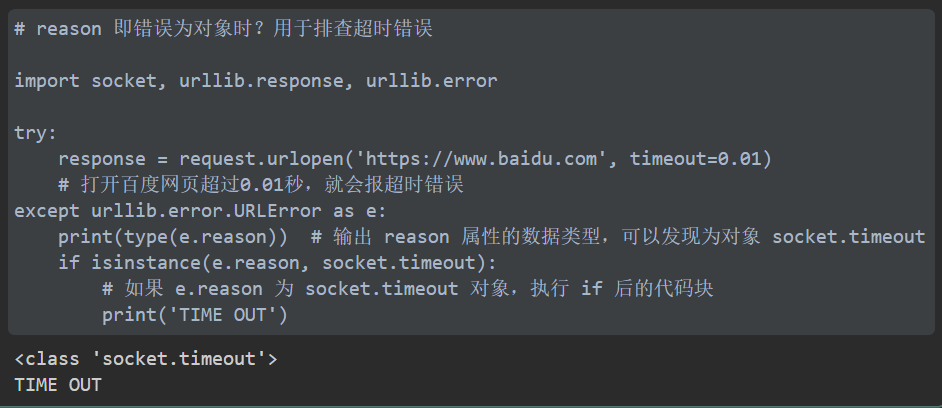 # reason 即错误为对象时？用于排查超时错误
import socket, urllib.response, urllib.error
try:
    response = request.urlopen('https://www.baidu.com', timeout=0.01)
    # 打开百度网页超过0.01秒，就会报超时错误
except urllib.error.URLError as e:
    print(type(e.reason))  # 输出 reason 属性的数据类型，可以发现为对象 socket.timeout
    if isinstance(e.reason, socket.timeout):
        # 如果 e.reason 为 socket.timeout 对象，执行 if 后的代码块
        print('TIME OUT')
<class 'socket.timeout'>
TIME OUT